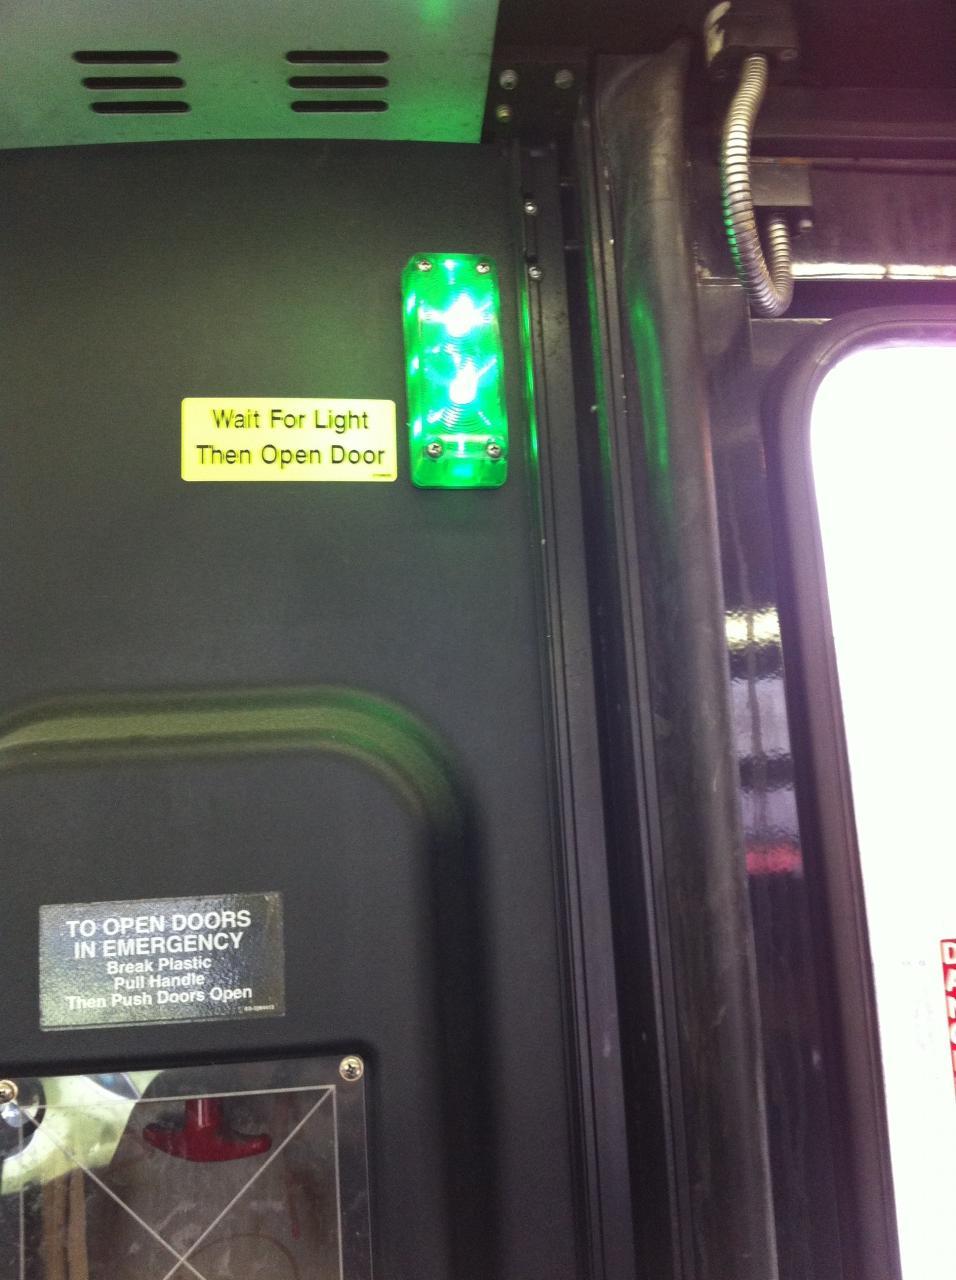 Wait For Light
Then Open Door
TO OPEN DOORS
IN EMERGENCY
Break Plastic
Pull Handle
Then Push Doors Open